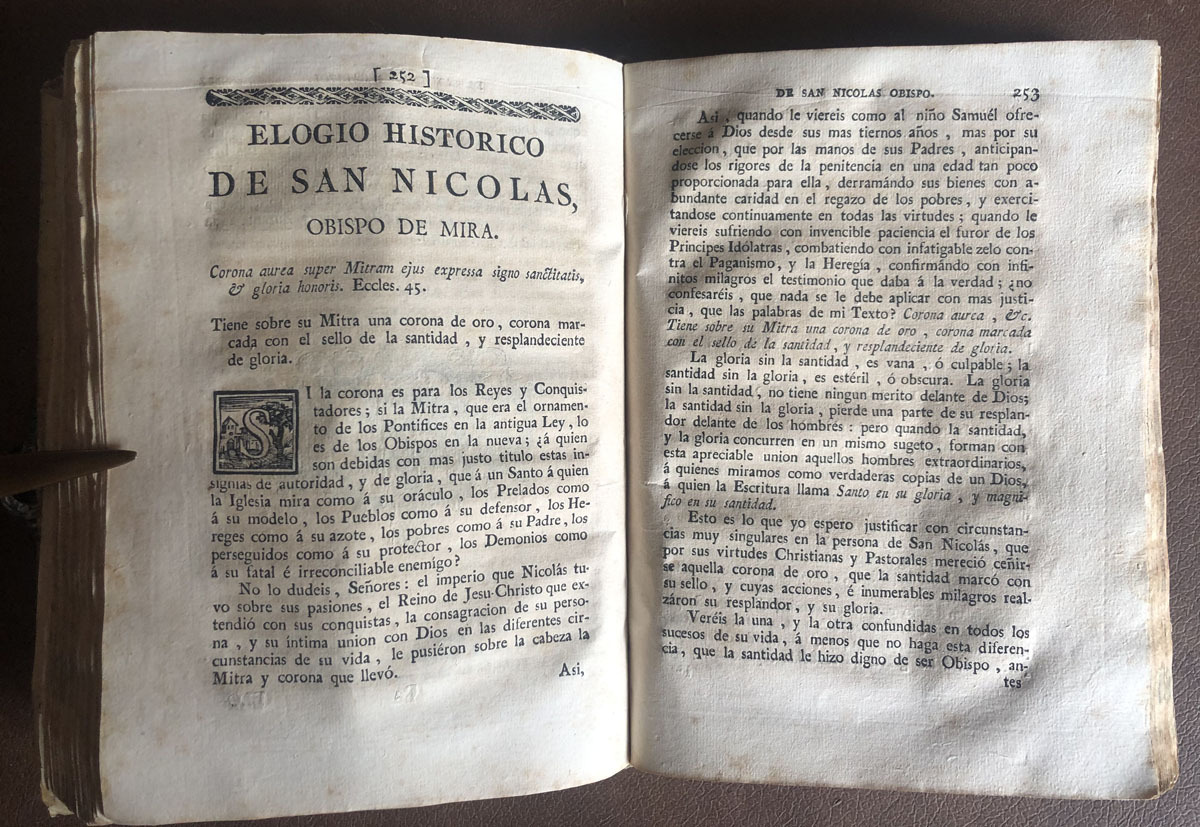 [ 252 ]
ELOGIO HISTORICO
DE SAN NICOLAS,
OBISPO DE MIRA.
Corona aurea super Mitram ejus expressa signo sanctitatis,
& gloria honoris. Eccles. 45.
Tiene sobre su Mitra una corona de oro, corona mar-
cada con el sello de la santidad, y resplandeciente
de gloria.
SI la corona es para los Reyes y Conquis-
tadores; si la Mitra, que era el ornamen-
to de los Pontifices en la antigua Ley, lo
es de los Obispos en la nueva; ¿á quien
son debidas con mas justo titulo estas in-
signias de autoridad, y de gloria, que á un Santo á quien
la Iglesia mira como á su oráculo, los Prelados como
á su modelo, los Pueblos como á su defensor, los He-
reges como á su azote, los pobres como á su Padre, los
perseguidos como á su protector, los Demonios como
á su fatal é irreconciliable enemigo?
No lo dudeis, Señores: el imperio que Nicolás tu-
vo sobre sus pasiones, el Reino de Jesu-Christo que ex-
tendió con sus conquistas, la consagracion de su perso-
na, y su íntima union con Dios en las diferentes cir-
cunstancias de su vida, le pusiéron sobre la cabeza la
Mitra y corona que llevó.
Asi,
DE SAN NICOLAS OBISPO. 253
Asi, quando le viereis como al niño Samuél ofre-
cerse á Dios desde sus mas tiernos años, mas por su
eleccion, que por las manos de sus Padres, anticipan-
dose los rigores de la penitencia en una edad tan poco
proporcionada para ella, derramándo sus bienes con a-
bundante caridad en el regazo de los pobres, y exerci-
tandose continuamente en todas las virtudes; quando le
viereis sufriendo con invencible paciencia el furor de los
Principes Idólatras, combatiendo con infatigable zelo con-
tra el Paganismo, y la Heregía, confirmándo con infi-
nitos milagros el testimonio que daba á la verdad; ¿no
confesaréis, que nada se le debe aplicar con mas justi-
cia, que las palabras de mi Texto? Corona aurea, &c.
Tiene sobre su Mitra una corona de oro, corona marcada
con el sello de la santidad, y resplandeciente de gloria.
La gloria sin la santidad, es vana, ó culpable; la
santidad sin la gloria, es estéril, ó obscura. La gloria
sin la santidad, no tiene ningun merito delante de Dios;
la santidad sin la gloria, pierde una parte de su resplan-
dor delante de los hombres: pero quando la santidad,
y la gloria concurren en un mismo sugeto, forman con
esta apreciable union aquellos hombres extraordinarios,
á quienes miramos como verdaderas copias de un Dios,
á quien la Escritura llama Santo en su gloria, y magni-
fico en su santidad.
Esto es lo que yo espero justificar con circunstan-
cias muy singulares en la persona de San Nicolás, que
por sus virtudes Christianas y Pastorales mereció ceñir-
se aquella corona de oro, que la santidad marcó con
su sello, y cuyas acciones, é inumerables milagros real-
záron su resplandor, y su gloria.
Veréis la una, y la otra confundidas en todos los
sucesos de su vida, á menos que no haga esta diferen-
cia, que la santidad le hizo digno de ser Obispo, an-
tes